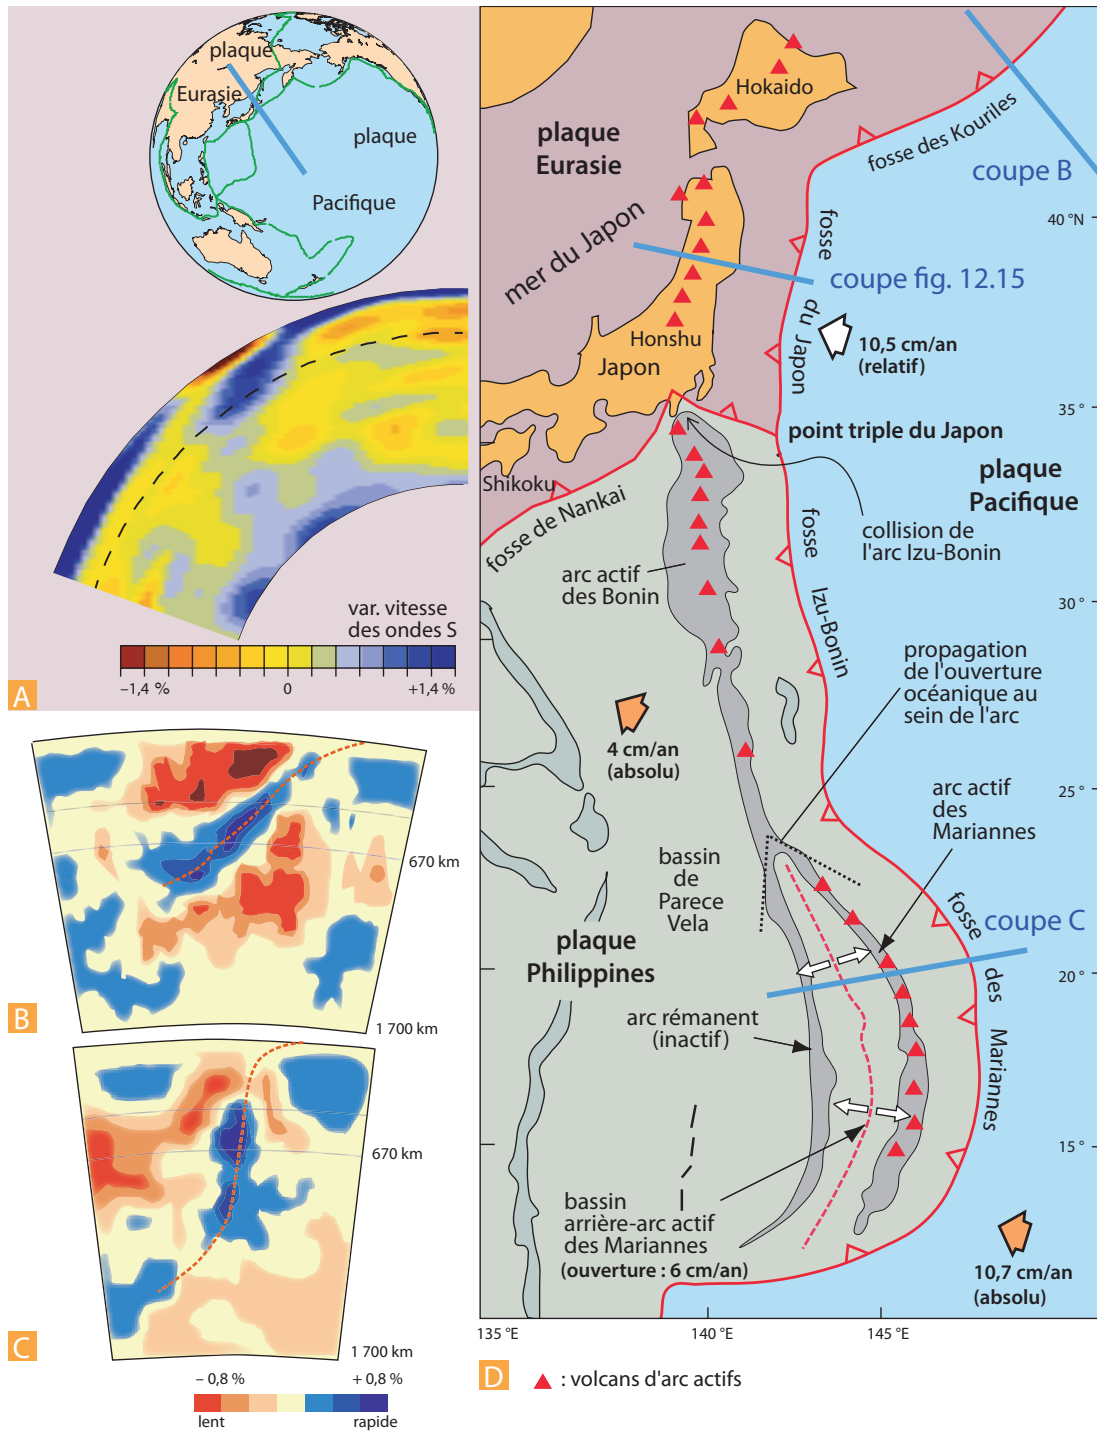 plaque
Eurasie
plaque
Pacifique
var. vitesse
des ondes S
−1,4 %
0
+1,4 %
A
670 km
B
1 700 km
670 km
C
1 700 km
− 0,8 %
+ 0,8 %
lent
rapide
Hokaido
plaque
Eurasie
fosse des Kouriles
coupe B
40 °N
mer du Japon
fosse
du Japon
coupe fig. 12.15
Honshu
Japon
10,5 cm/an
(relatif)
35 °
point triple du Japon
plaque
Pacifique
Shikoku
fosse de Nankai
fosse
Izu-Bonin
collision de
l'arc Izu-Bonin
arc actif
des Bonin
30 °
propagation
de l'ouverture
océanique au
sein de l'arc
4 cm/an
(absolu)
25 °
arc actif
des
Mariannes
bassin
de
Parece
Vela
fosse
des
Mariannes
coupe C
plaque
Philippines
20 °
arc rémanent
(inactif)
15 °
bassin
arrière-arc actif
des Mariannes
(ouverture : 6 cm/an)
10,7 cm/an
(absolu)
135 °E
140 °E
145 °E
D
: volcans d'arc actifs